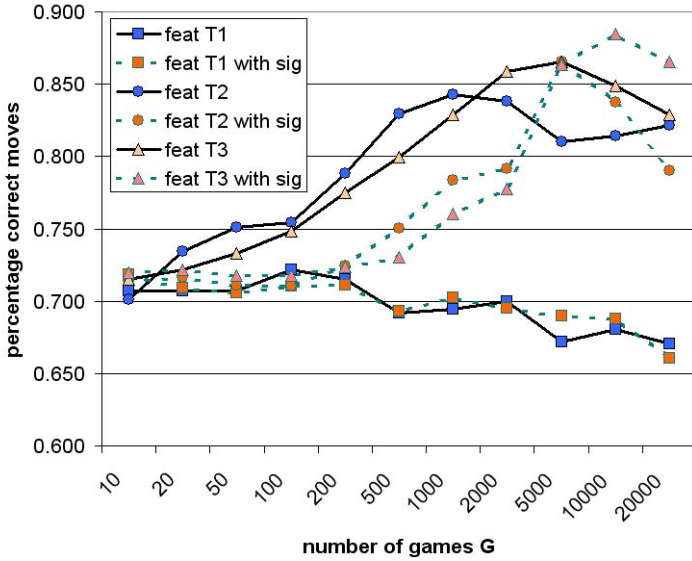 0.900
0.850
0.800
0.750
0.700
0.650
0.600
percentage correct moves
feat T1
feat T1 with sig
feat T2
feat T2 with sig
feat T3
feat T3 with sig
10
20
50
100
200
500
1000
2000
5000
10000
20000
number of games G